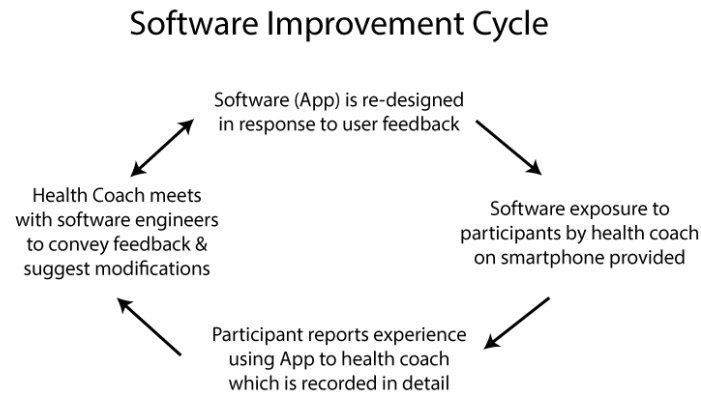 Software Improvement Cycle
Software (App) is re-designed
in response to user feedback
Software exposure to
participants by health coach
on smartphone provided
Participant reports experience
using App to health coach
which is recorded in detail
Health Coach meets
with software engineers
to convey feedback &
suggest modifications